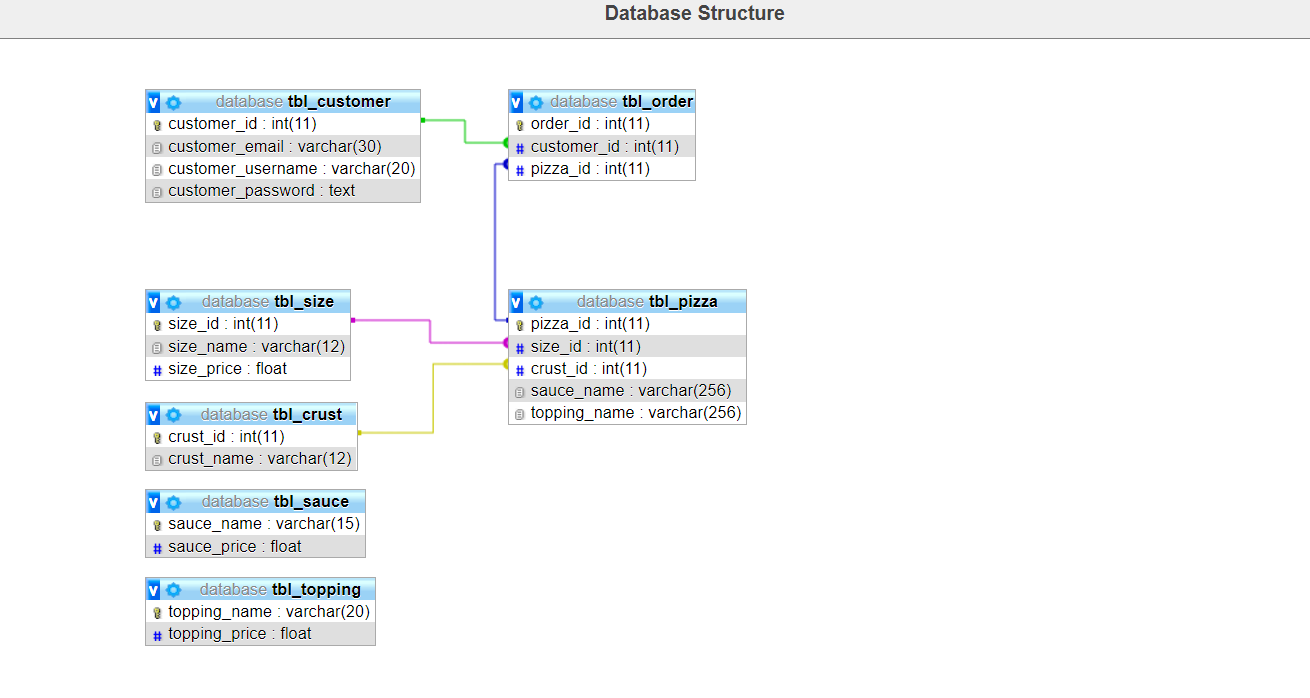 Database Structure
database tbl_customer
customer_id : int(11)
customer_email : varchar(30)
customer_username : varchar(20)
customer_password : text
database tbl_order
order_id : int(11)
customer_id : int(11)
pizza_id : int(11)
database tbl_size
size_id : int(11)
size_name : varchar(12)
size_price : float
database tbl_pizza
pizza_id : int(11)
size_id : int(11)
crust_id : int(11)
sauce_name : varchar(256)
topping_name : varchar(256)
database tbl_crust
crust_id : int(11)
crust_name : varchar(12)
database tbl_sauce
sauce_name : varchar(15)
sauce_price : float
database tbl_topping
topping_name : varchar(20)
topping_price : float